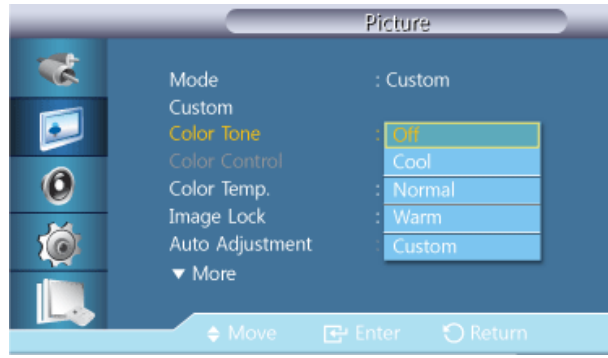 Picture
Mode : Custom
Custom
Color Tone : Off
Color Control Cool
Color Temp. : Normal
Image Lock : Warm
Auto Adjustment : Custom
▼ More
Move Enter Return